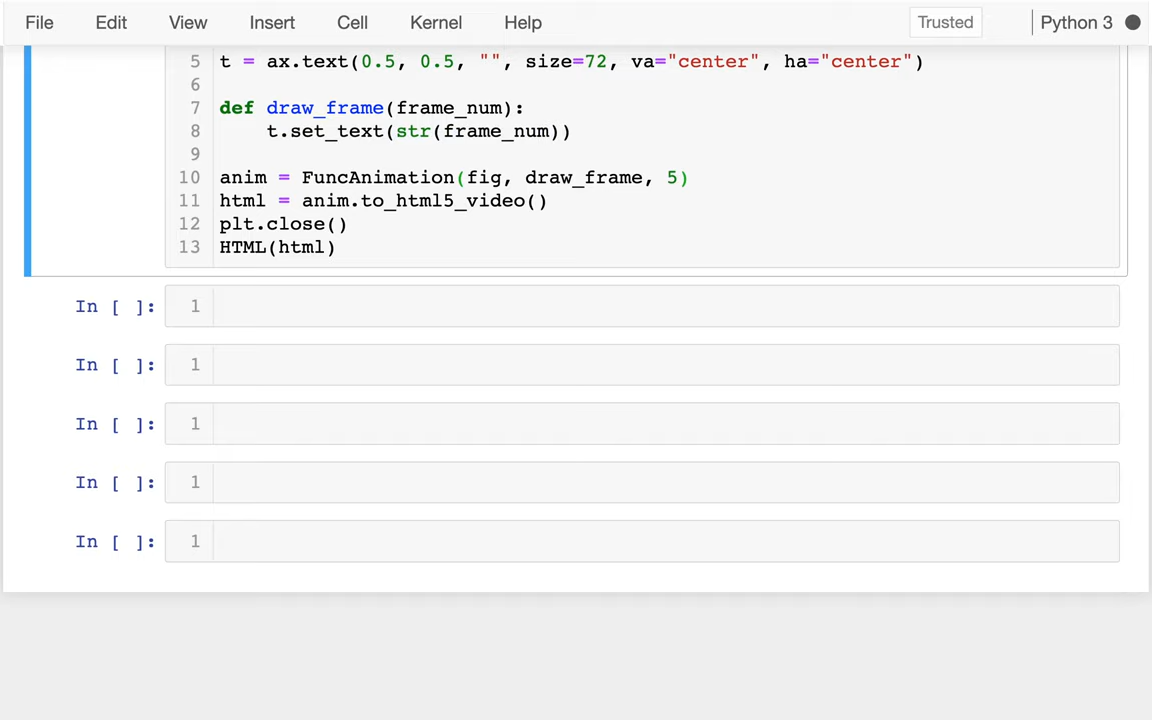 File Edit View Insert Cell Kernel Help Trusted Python 3
5 t = ax.text(0.5, 0.5, "", size=72, va="center", ha="center")
6
7 def draw_frame(frame_num):
8     t.set_text(str(frame_num))
9
10 anim = FuncAnimation(fig, draw_frame, 5)
11 html = anim.to_html5_video()
12 plt.close()
13 HTML(html)
In [ ]: 1
In [ ]: 1
In [ ]: 1
In [ ]: 1
In [ ]: 1